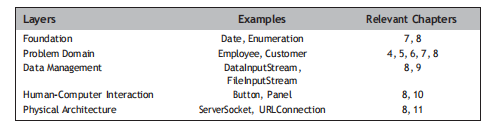 Layers Examples Relevant Chapters
Foundation Date, Enumeration 7, 8
Problem Domain Employee, Customer 4, 5, 6, 7, 8
Data Management DataInputStream, 8, 9
FileInputStream
Human-Computer Interaction Button, Panel 8, 10
Physical Architecture ServerSocket, URLConnection 8, 11